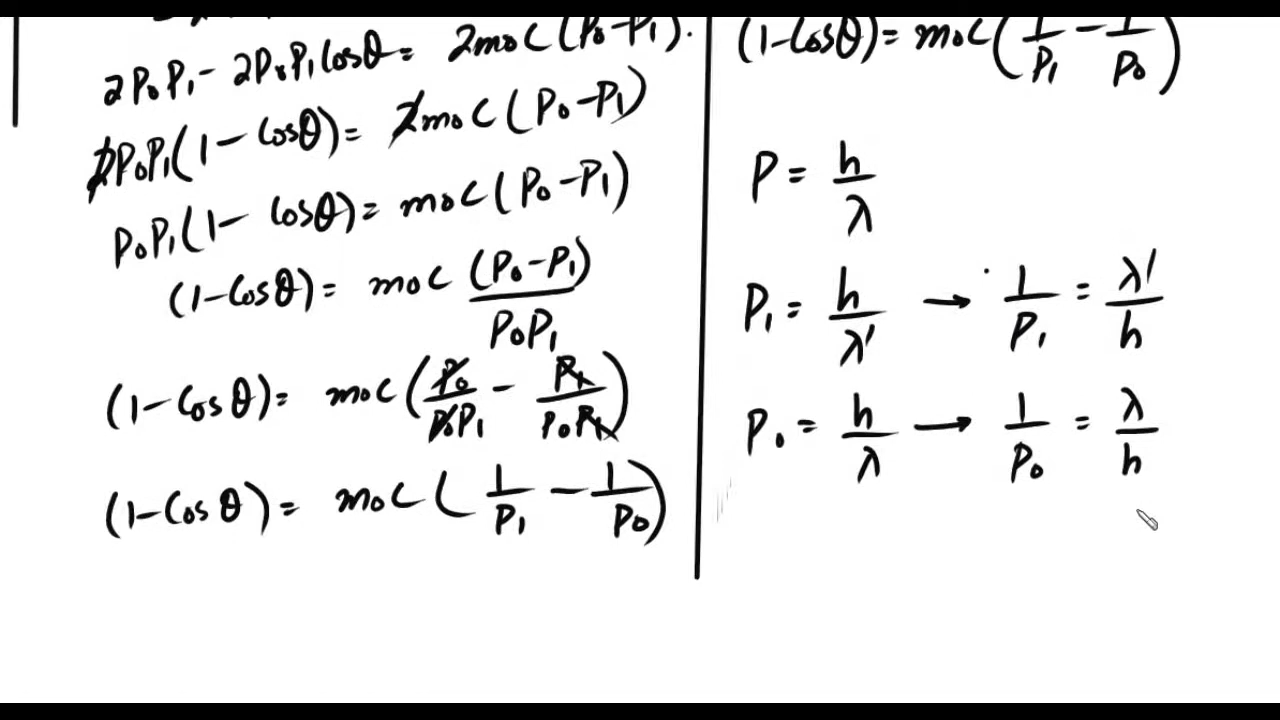 2P₀P₁ - 2P₀P₁Cosθ = 2m₀C(P₀-P₁).
2P₀P₁(1-Cosθ) = 2m₀C(P₀-P₁)
P₀P₁(1-Cosθ) = m₀C(P₀-P₁)
(1-Cosθ) = m₀C (P₀-P₁)/P₀P₁
(1-Cosθ) = m₀C(P₀/P₀P₁ - P₁/P₀P₁)
(1-Cosθ) = m₀C(1/P₁ - 1/P₀)
(1-Cosθ) = m₀C(1/P₁ - 1/P₀)
P = h/λ
P₁ = h/λ' → 1/P₁ = λ'/h
P₀ = h/λ → 1/P₀ = λ/h